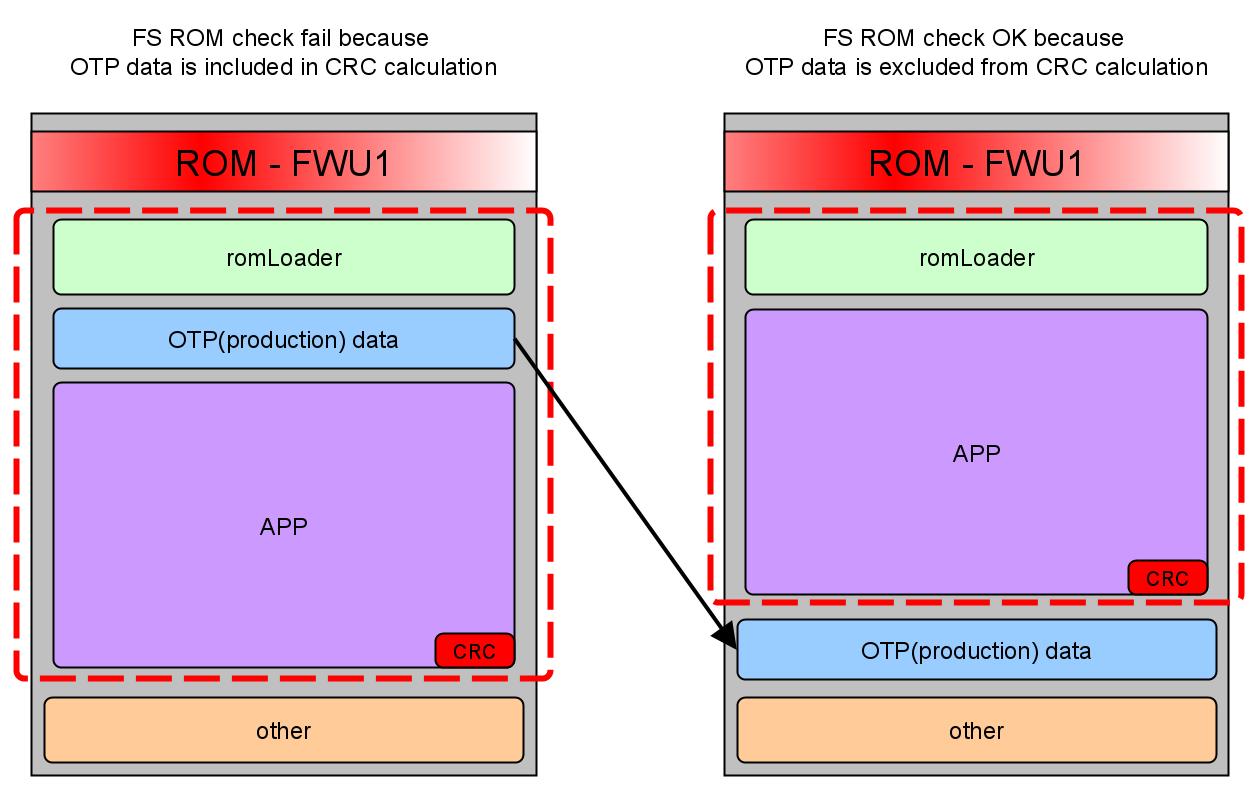 FS ROM check fail because
OTP data is included in CRC calculation
ROM - FWU1
romLoader
OTP(production) data
APP
CRC
other
FS ROM check OK because
OTP data is excluded from CRC calculation
ROM - FWU1
romLoader
APP
CRC
OTP(production) data
other